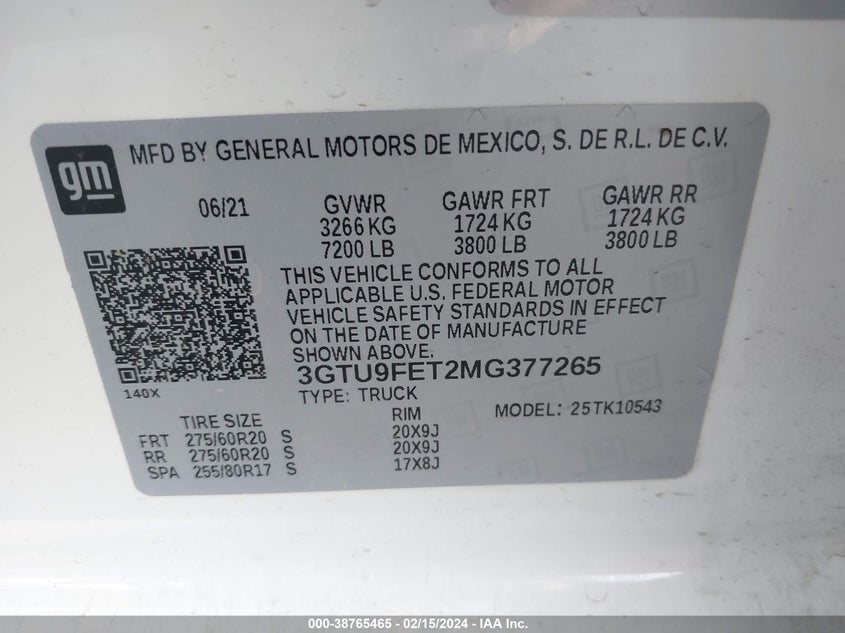 gm
MFD BY GENERAL MOTORS DE MEXICO, S. DE R.L. DE C.V.
06/21 GVWR GAWR FRT GAWR RR
3266 KG 1724 KG 1724 KG
7200 LB 3800 LB 3800 LB
THIS VEHICLE CONFORMS TO ALL
APPLICABLE U.S. FEDERAL MOTOR
VEHICLE SAFETY STANDARDS IN EFFECT
ON THE DATE OF MANUFACTURE
SHOWN ABOVE.
3GTU9FET2MG377265
140X
TYPE: TRUCK
MODEL: 25TK10543
TIRE SIZE RIM
FRT 275/60R20 S 20X9J
RR 275/60R20 S 20X9J
SPA 255/80R17 S 17X8J
000-38765465 - 02/15/2024 - IAA Inc.